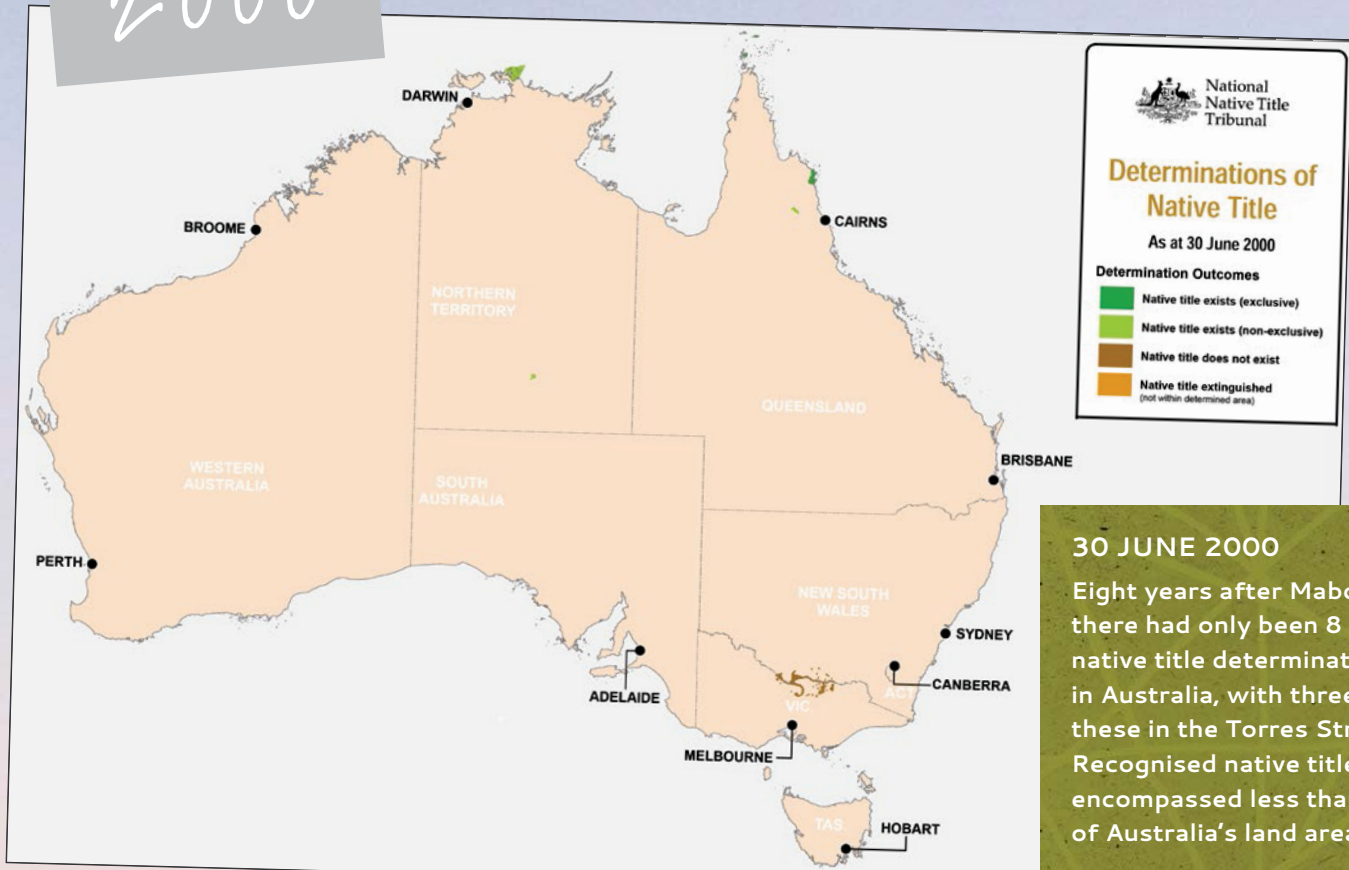 2000
DARWIN
BROOME
CAIRNS
NORTHERN
TERRITORY
QUEENSLAND
WESTERN
AUSTRALIA
SOUTH
AUSTRALIA
BRISBANE
PERTH
NEW SOUTH
WALES
SYDNEY
CANBERRA
ACT
ADELAIDE
VIC.
MELBOURNE
TAS.
HOBART
National
Native Title
Tribunal
Determinations of
Native Title
As at 30 June 2000
Determination Outcomes
Native title exists (exclusive)
Native title exists (non-exclusive)
Native title does not exist
Native title extinguished
(not within determined area)
30 JUNE 2000
Eight years after
there had only been 8
native title
in Australia, with three
these in the Torres
Recognised native title
encompassed less
of Australia's land area